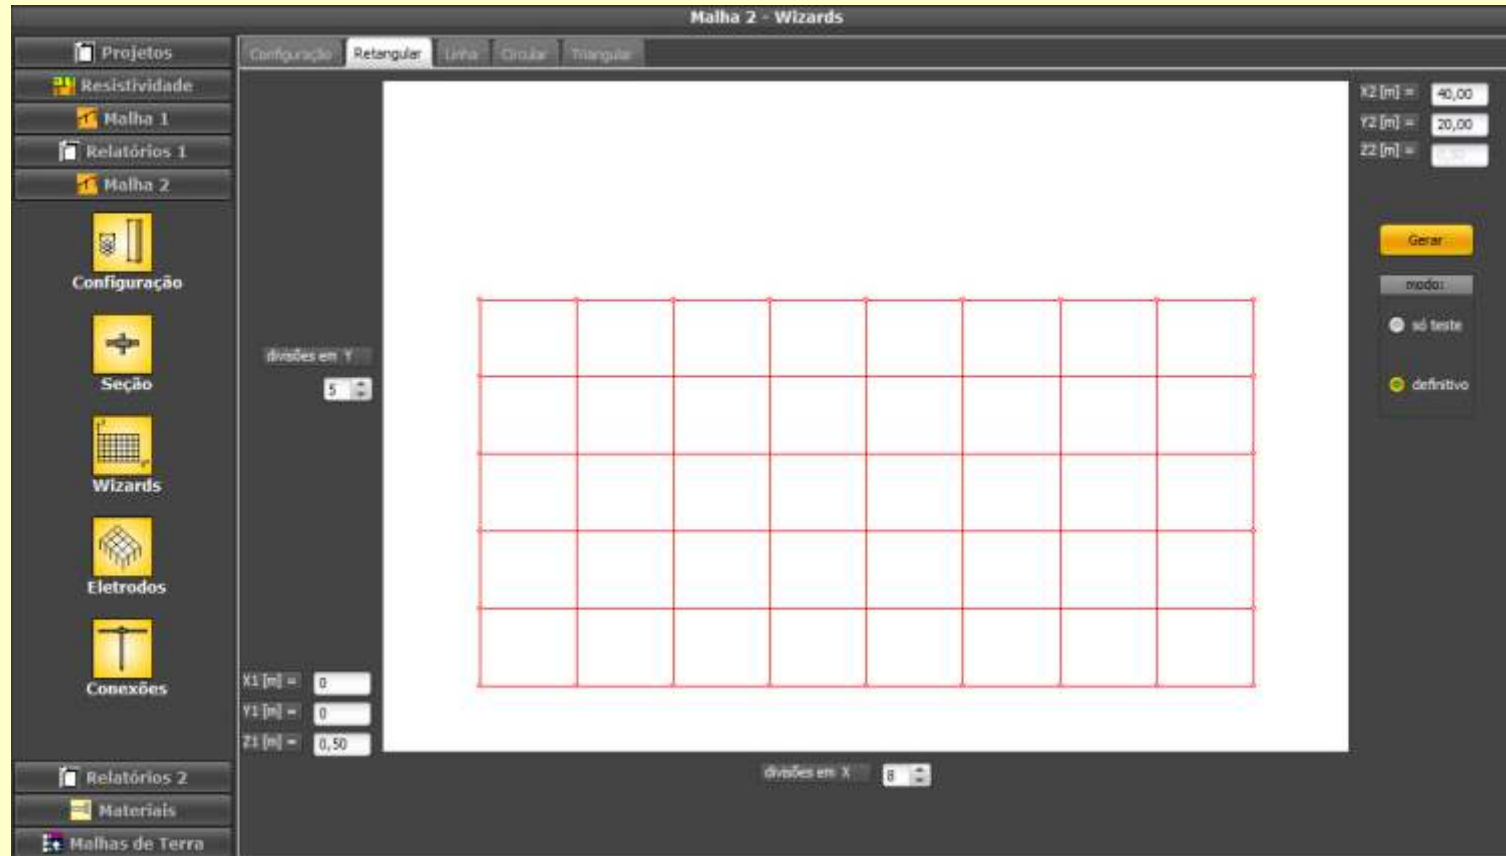 Malha 2 - Wizards
Projetos
Resistividade
Malha 1
Relatórios 1
Malha 2
Configuração
Seção
Wizards
Eletrodos
Conexões
Relatórios 2
Materiais
Malhas de Terra
Configuração Retangular Linha Circular Triangular
divisões em Y
5
X1 [m] = 0
Y1 [m] = 0
Z1 [m] = 0,50
divisões em X 8
X2 [m] = 40,00
Y2 [m] = 20,00
Z2 [m] =
Gerar
modo:
só teste
definitivo